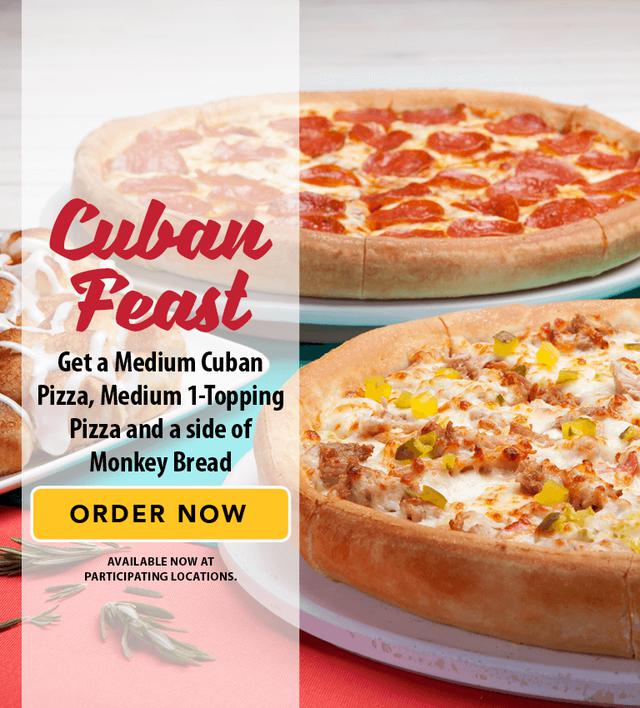 Cuban
Feast
Get a Medium Cuban
Pizza, Medium 1-Topping
Pizza and a side of
Monkey Bread
ORDER NOW
AVAILABLE NOW AT
PARTICIPATING LOCATIONS.